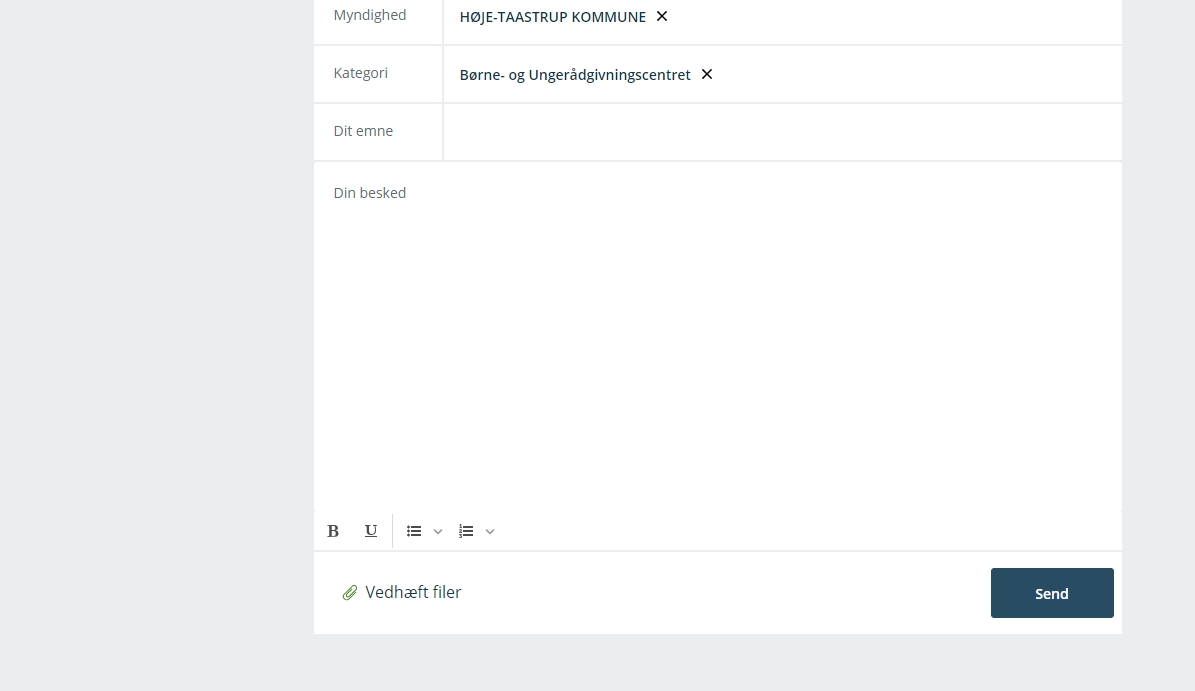 Myndighed
HØJE-TAASTRUP KOMMUNE ✕
Kategori
Børne- og Ungerådgivningscentret ✕
Dit emne
Din besked
B U
Vedhæft filer
Send